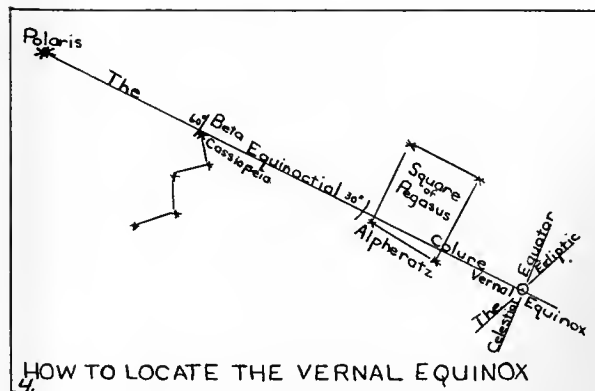 Polaris
The Equinoctial Colure
60°
Beta
Cassiopeia
30°
Square
of
Pegasus
Alpheratz
Vernal Equinox
The Celestial Equator
The Ecliptic
4.
HOW TO LOCATE THE VERNAL EQUINOX